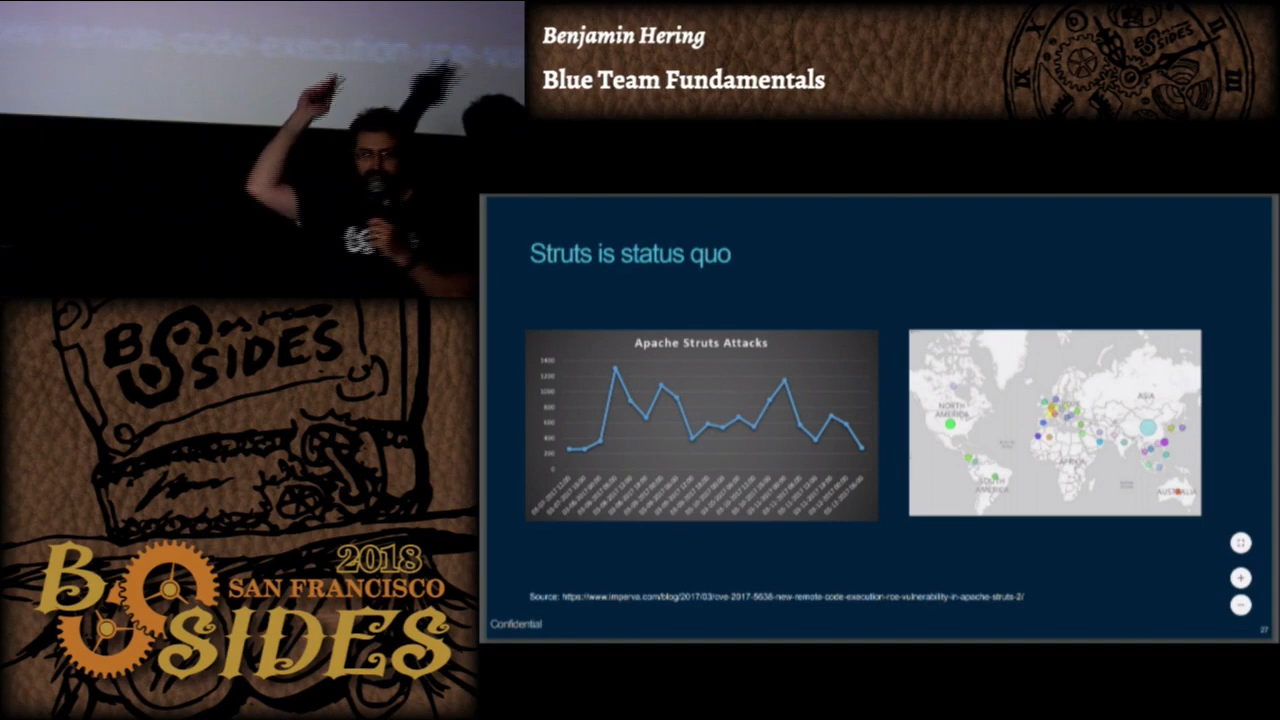 Benjamin Hering
Blue Team Fundamentals
BSIDES
Struts is status quo
Apache Struts Attacks
1400
1200
1000
800
600
400
200
0
NORTH
AMERICA
ASIA
AFRICA
SOUTH
AMERICA
AUSTRALIA
Source: https://www.imperva.com/blog/2017/03/cve-2017-5638-new-remote-code-execution-rce-vulnerability-in-apache-struts-2/
Confidential
27
BSIDES
2018
SAN FRANCISCO
BSIDES